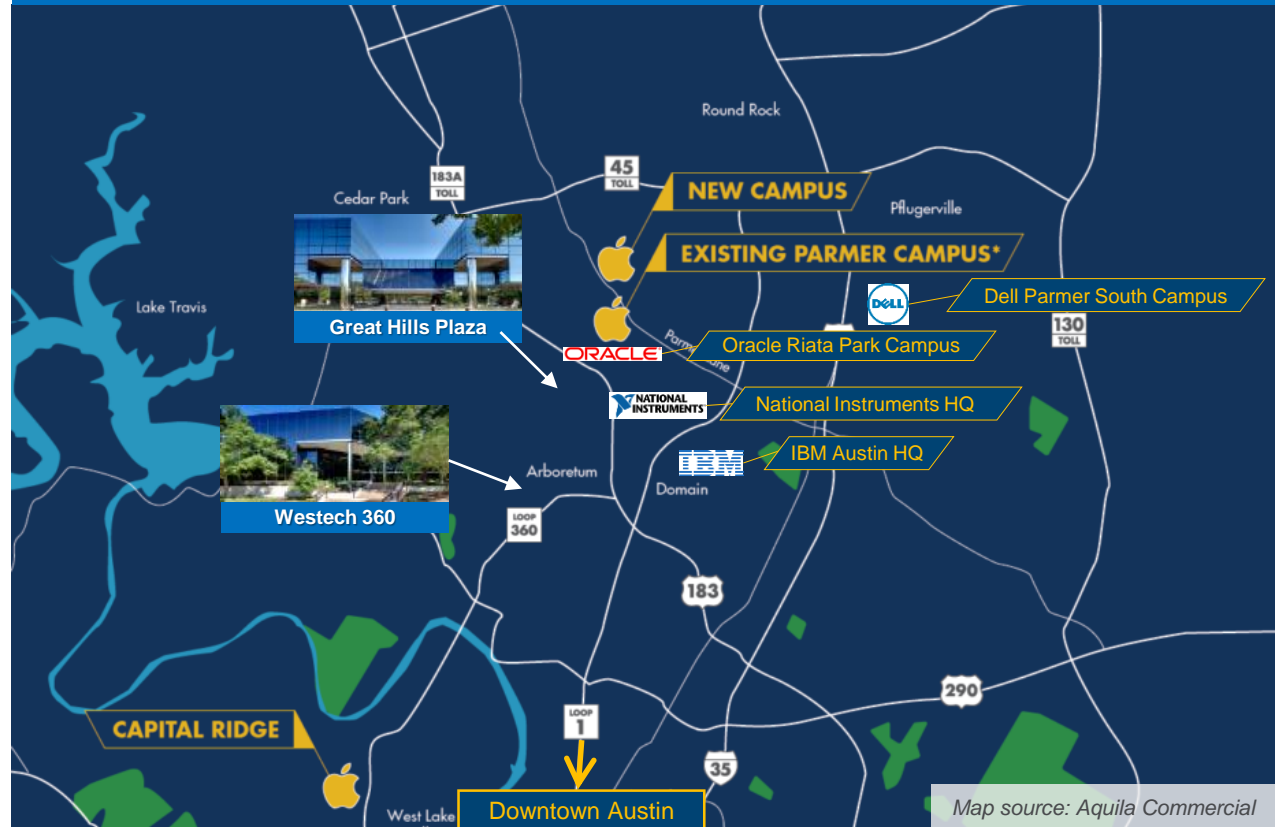 Round Rock
183A
TOLL
45
TOLL
NEW CAMPUS
Cedar Park
Pflugerville
EXISTING PARMER CAMPUS*
DELL
Dell Parmer South Campus
Lake Travis
Great Hills Plaza
130
TOLL
ORACLE
Oracle Riata Park Campus
NATIONAL
INSTRUMENTS
National Instruments HQ
IBM
IBM Austin HQ
Arboretum
Domain
Westech 360
LOOP
360
183
290
CAPITAL RIDGE
LOOP
1
35
West Lake
Downtown Austin
Map source: Aquila Commercial